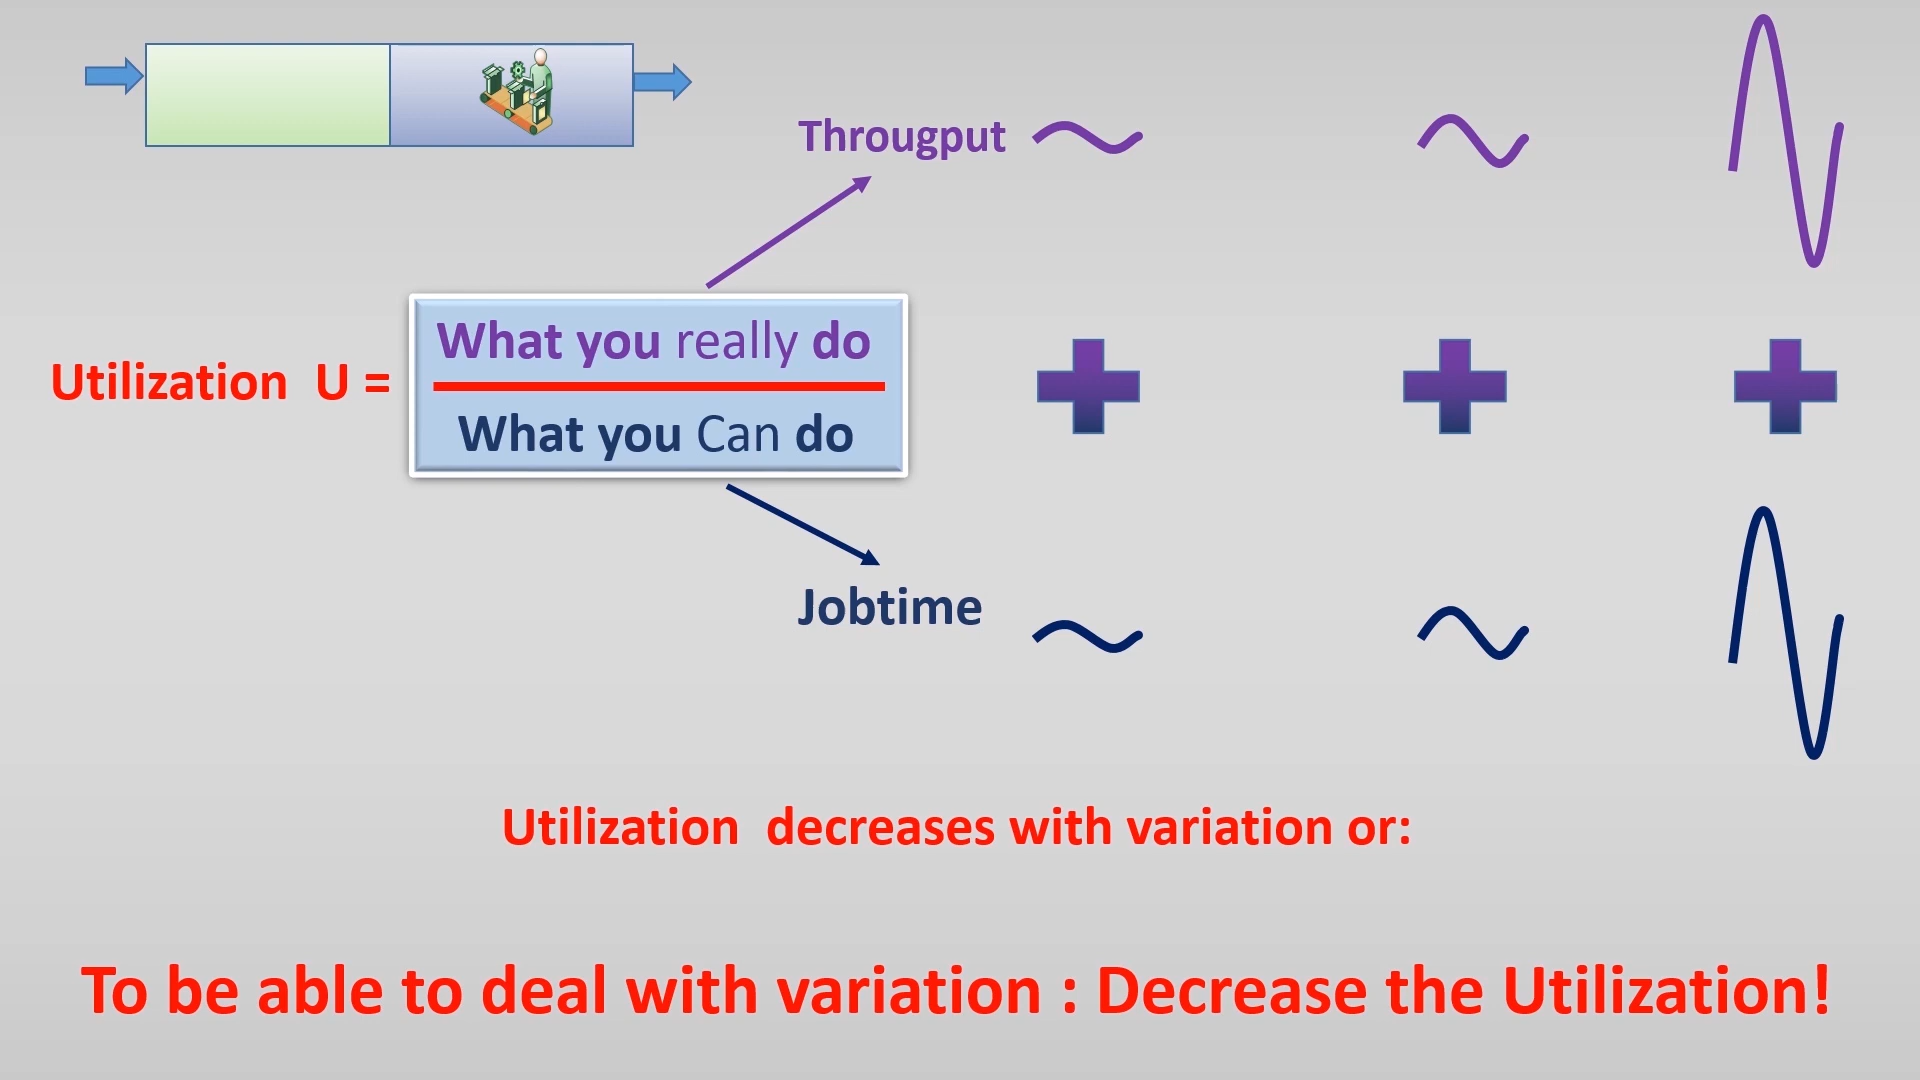 Througput
Utilization U =
What you really do
What you Can do
Jobtime
Utilization decreases with variation or:
To be able to deal with variation : Decrease the Utilization!